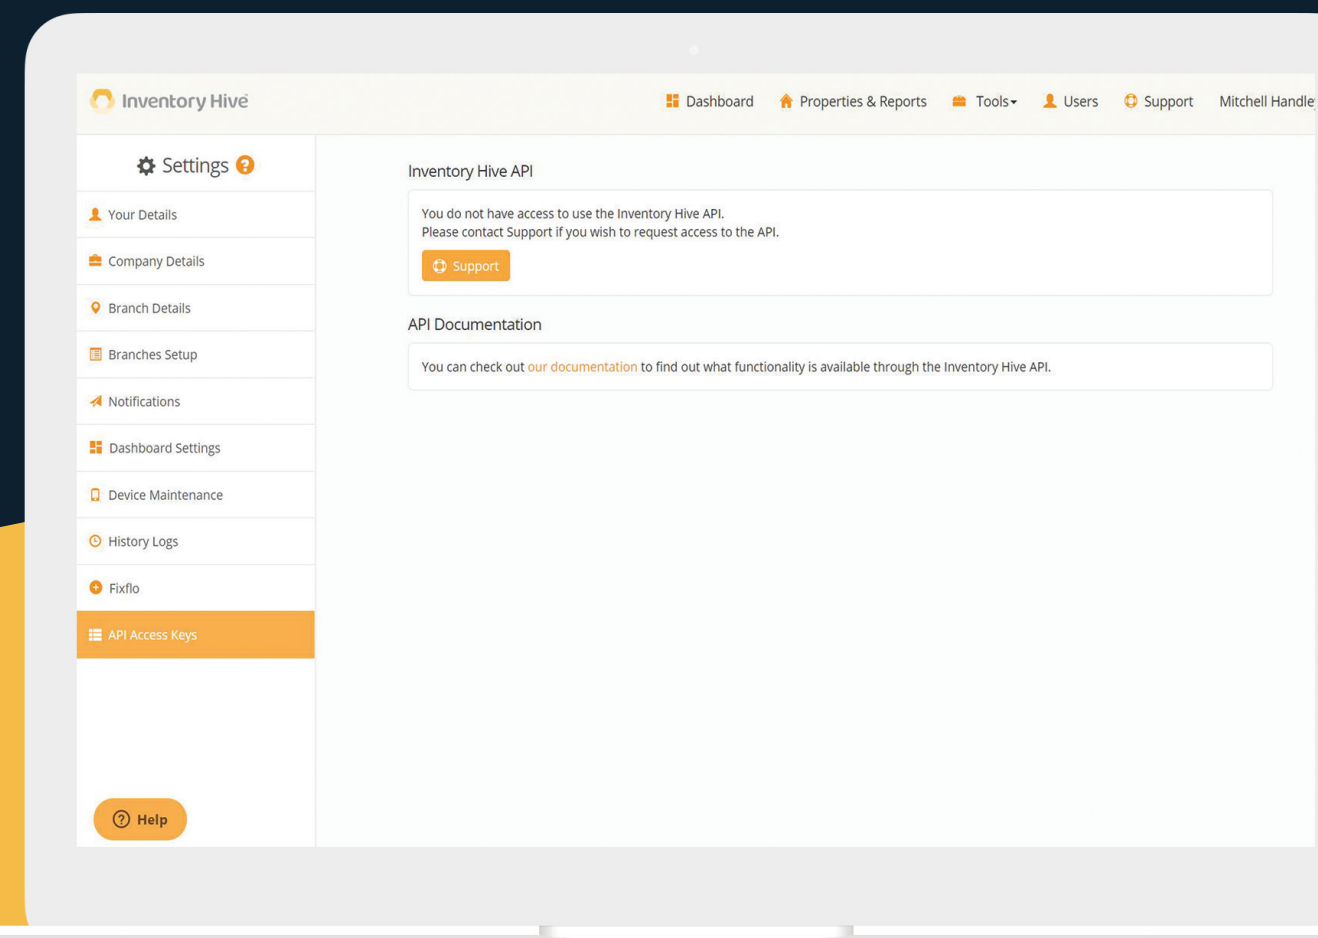 Inventory Hive
Dashboard
Properties & Reports
Tools
Users
Support
Mitchell Handle
Settings ?
Your Details
Company Details
Branch Details
Branches Setup
Notifications
Dashboard Settings
Device Maintenance
History Logs
Fixflo
API Access Keys
? Help
Inventory Hive API
You do not have access to use the Inventory Hive API.
Please contact Support if you wish to request access to the API.
Support
API Documentation
You can check out our documentation to find out what functionality is available through the Inventory Hive API.